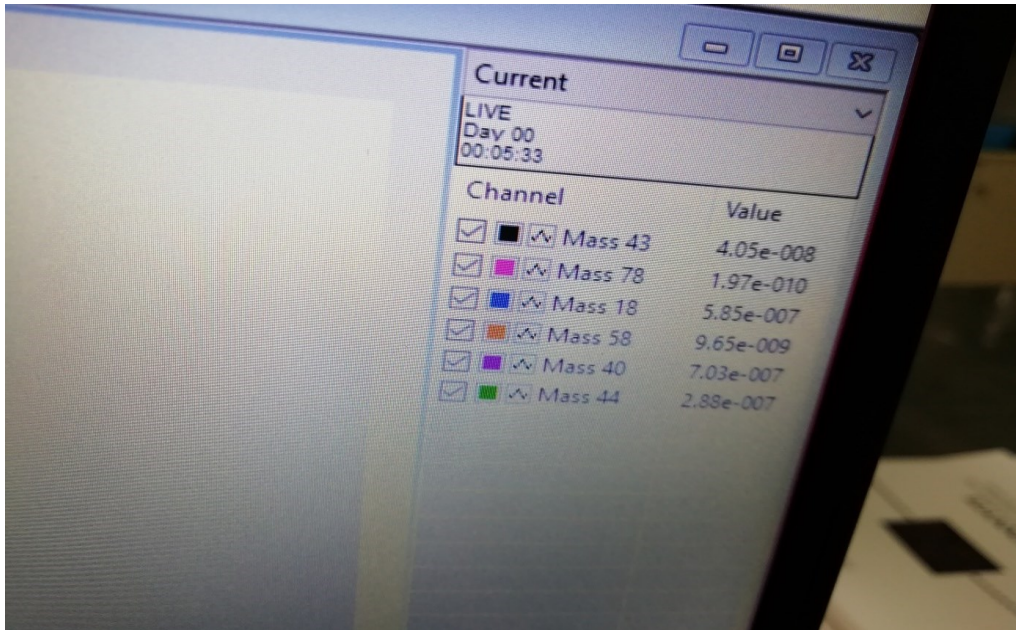 Current
LIVE
Day 00
00:05:33
Channel Value
Mass 43 4.05e-008
Mass 78 1.97e-010
Mass 18 5.85e-007
Mass 58 9.65e-009
Mass 40 7.03e-007
Mass 44 2.88e-007